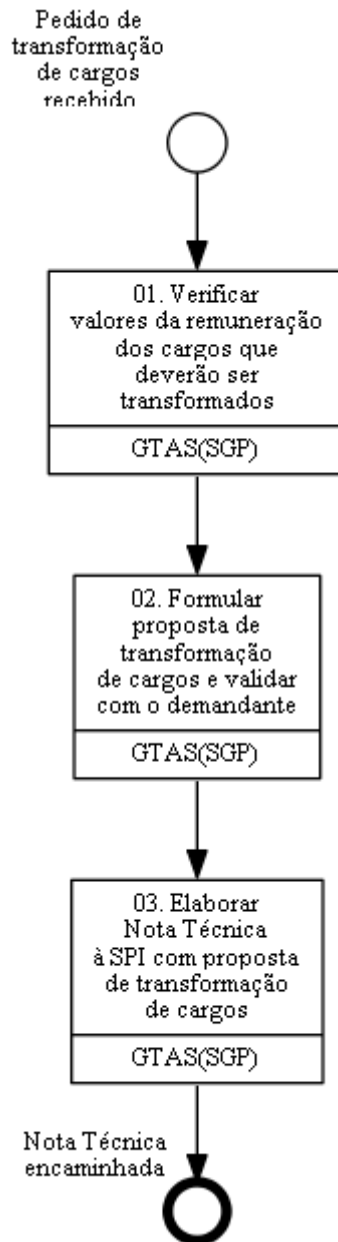 Pedido de
transformação
de cargos
recebido
01. Verificar
valores da remuneração
dos cargos que
deverão ser
transformados
GTAS(SGP)
02. Formular
proposta de
transformação
de cargos e validar
com o demandante
GTAS(SGP)
03. Elaborar
Nota Técnica
à SPI com proposta
de transformação
de cargos
GTAS(SGP)
Nota Técnica
encaminhada